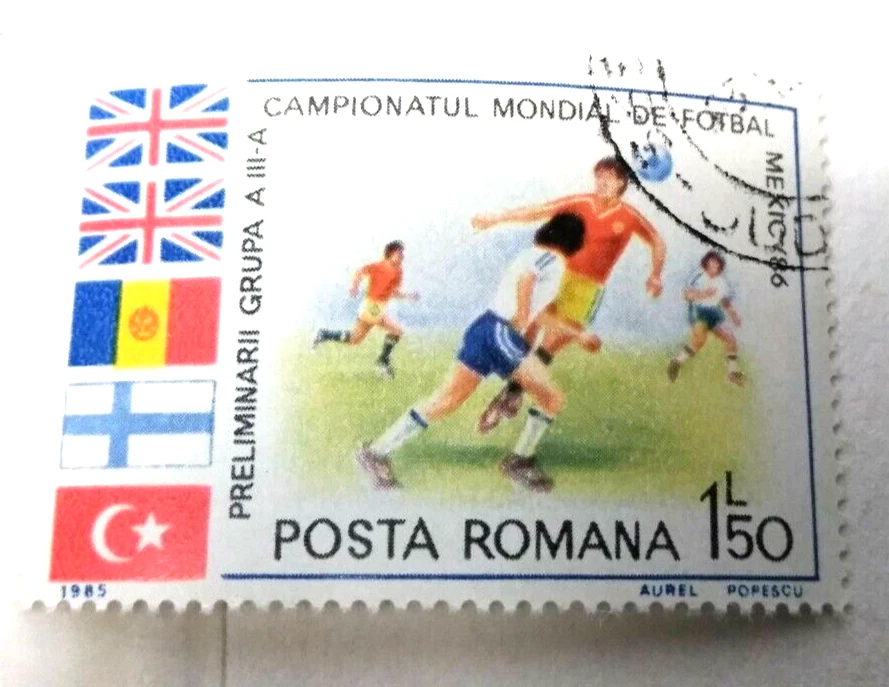 CAMPIONATUL MONDIAL DE FOTBAL
MEXIC '86
PRELIMINARII GRUPA A III-A
POSTA ROMANA 1L50
1985
AUREL POPESCU